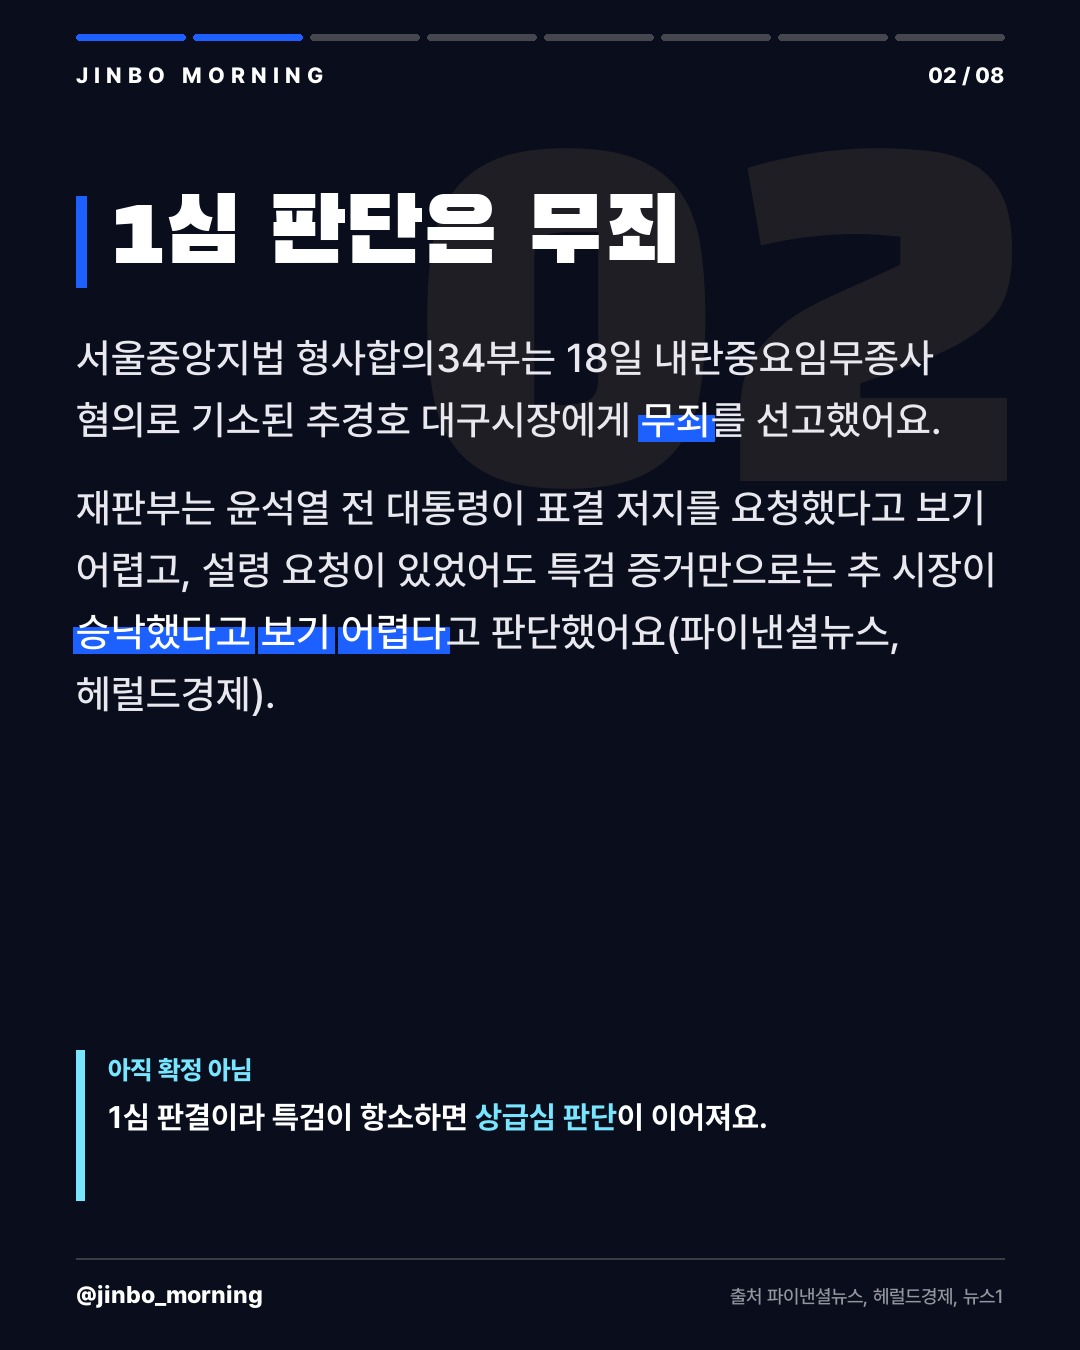 JINBO MORNING
02 / 08
02
1심 판단은 무죄
서울중앙지법 형사합의34부는 18일 내란중요임무종사
혐의로 기소된 추경호 대구시장에게 무죄를 선고했어요.
재판부는 윤석열 전 대통령이 표결 저지를 요청했다고 보기
어렵고, 설령 요청이 있었어도 특검 증거만으로는 추 시장이
승낙했다고 보기 어렵다고 판단했어요(파이낸셜뉴스,
헤럴드경제).
아직 확정 아님
1심 판결이라 특검이 항소하면 상급심 판단이 이어져요.
@jinbo_morning
출처 파이낸셜뉴스, 헤럴드경제, 뉴스1